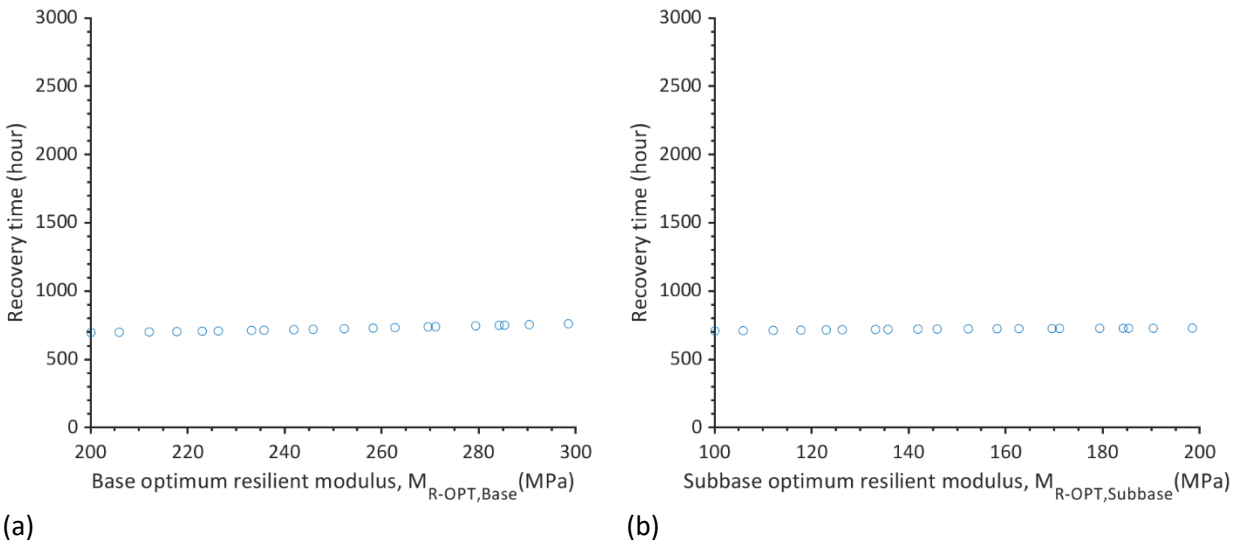 3000
2500
2000
1500
1000
500
0
Recovery time (hour)
200 220 240 260 280 300
Base optimum resilient modulus, M_R-OPT,Base (MPa)
(a)
3000
2500
2000
1500
1000
500
0
Recovery time (hour)
100 120 140 160 180 200
Subbase optimum resilient modulus, M_R-OPT,Subbase (MPa)
(b)